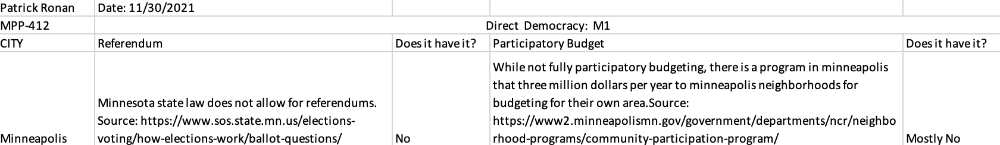 Patrick Ronan Date: 11/30/2021
MPP-412 Direct Democracy: M1
CITY Referendum Does it have it? Participatory Budget Does it have it?
While not fully participatory budgeting, there is a program in minneapolis
that three million dollars per year to minneapolis neighborhoods for
Minnesota state law does not allow for referendums. budgeting for their own area.Source:
Source: https://www.sos.state.mn.us/elections- https://www2.minneapolismn.gov/government/departments/ncr/neighbo
Minneapolis voting/how-elections-work/ballot-questions/ No rhood-programs/community-participation-program/ Mostly No